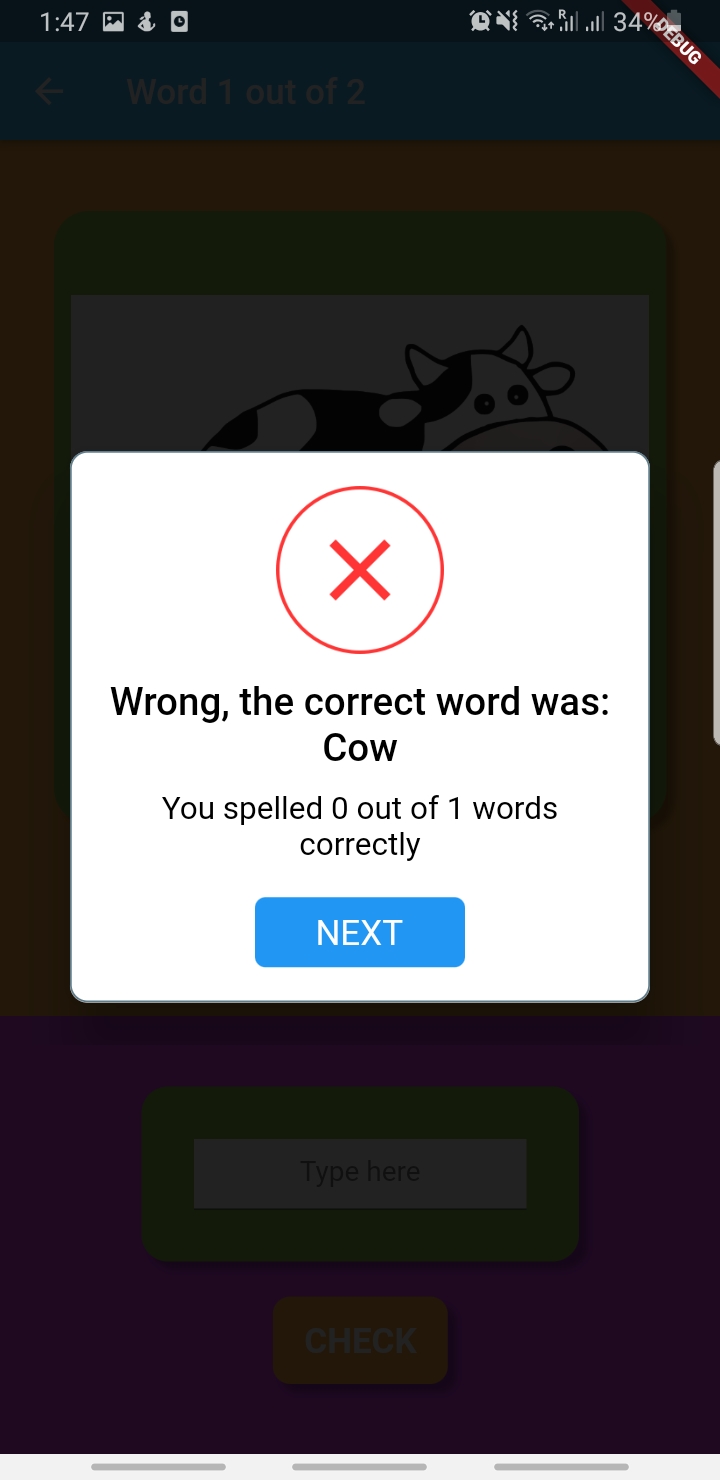 1:47
R
34%
DEBUG
Word 1 out of 2
Wrong, the correct word was:
Cow
You spelled 0 out of 1 words
correctly
NEXT
Type here
CHECK